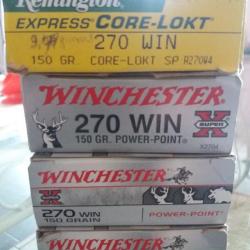 Remington
EXPRESS CORE-LOKT
270 WIN
150 GR. CORE-LOKT SP R270W4
WINCHESTER
270 WIN
SUPER X
150 GR. POWER-POINT
X2704
WINCHESTER
X
270 WIN
150 GRAIN
POWER-POINT
WINCHESTER